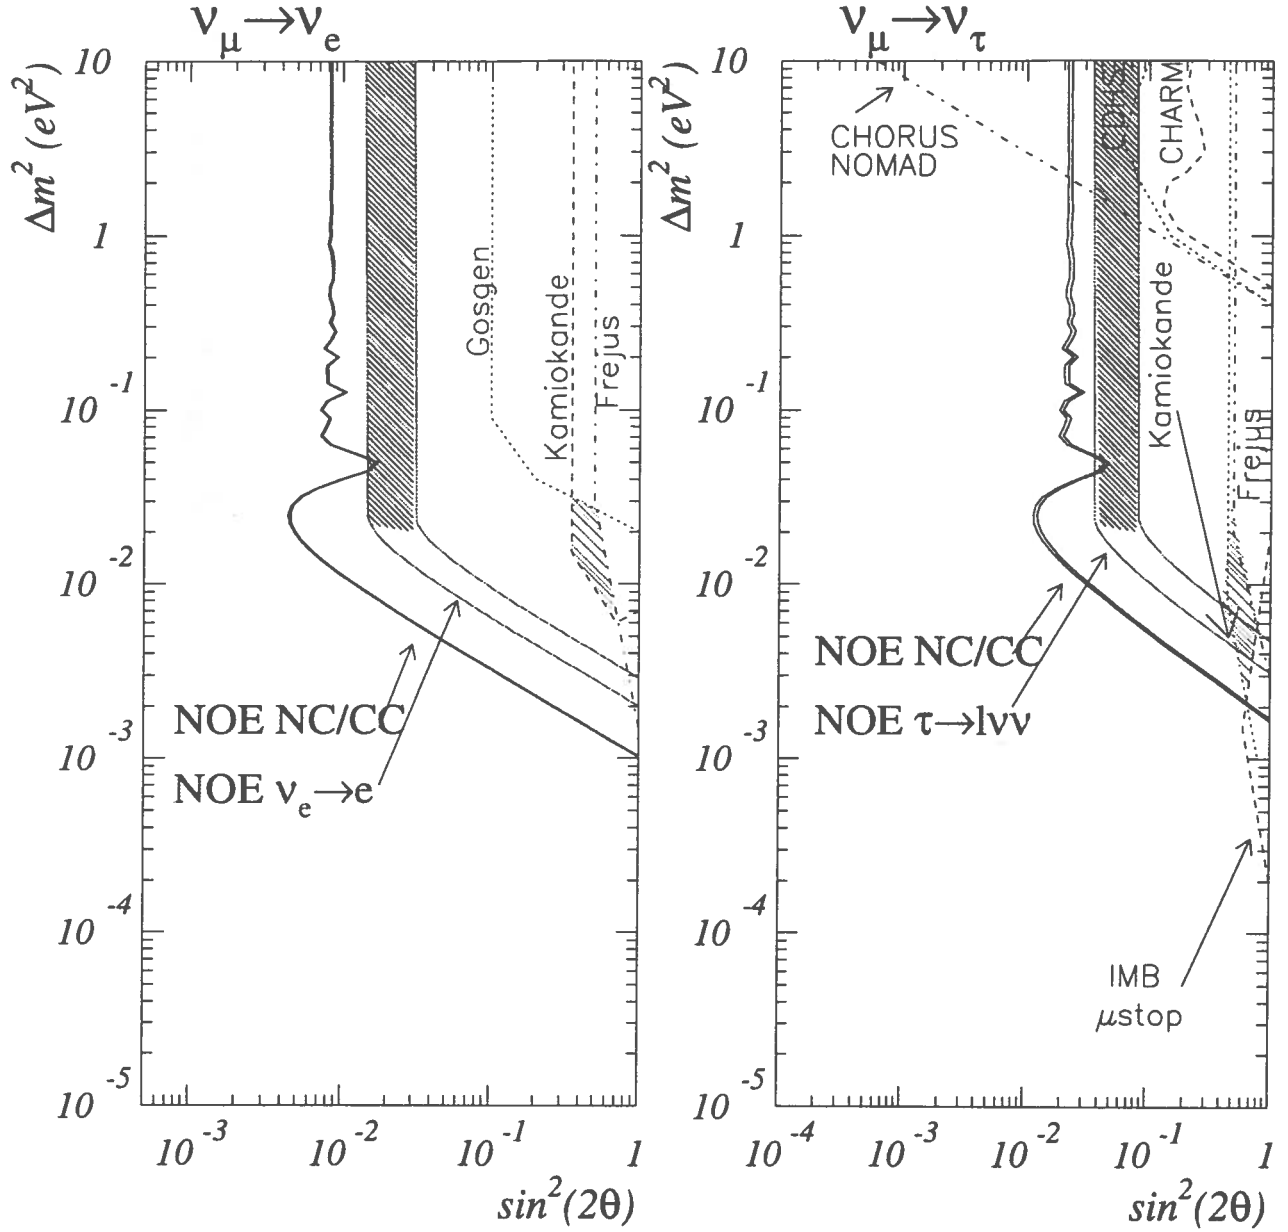 ν_μ→ν_e
Δm² (eV²)
10
1
10⁻¹
10⁻²
10⁻³
10⁻⁴
10⁻⁵
Gosgen
Kamiokande
Frejus
NOE NC/CC
NOE ν_e→e
10⁻³ 10⁻² 10⁻¹ 1
sin²(2θ)
ν_μ→ν_τ
Δm² (eV²)
10
1
10⁻¹
10⁻²
10⁻³
10⁻⁴
10⁻⁵
CHORUS
NOMAD
CDHS
CHARM
Kamiokande
Frejus
NOE NC/CC
NOE τ→lνν
IMB
μstop
10⁻⁴ 10⁻³ 10⁻² 10⁻¹ 1
sin²(2θ)